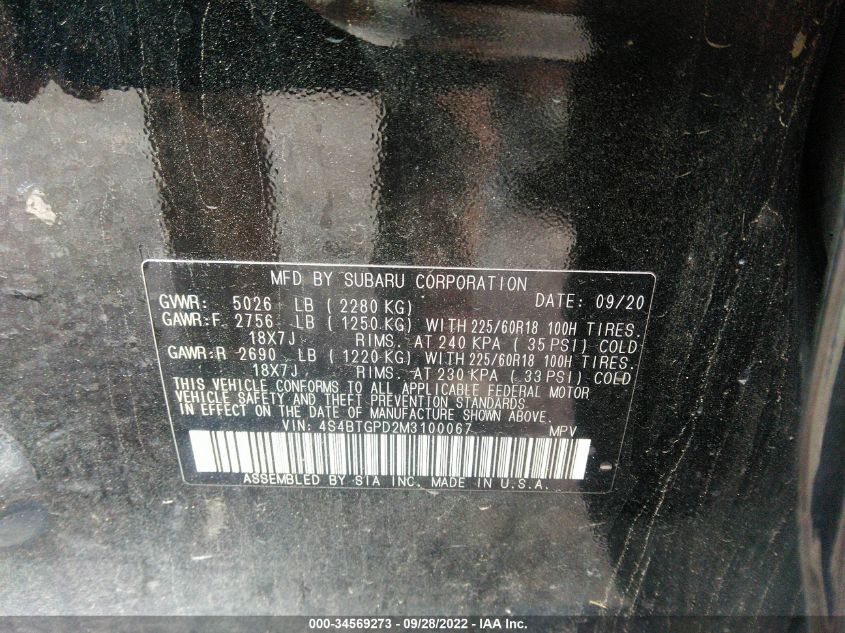 MFD BY SUBARU CORPORATION
GVWR: 5026 LB (2280 KG) DATE: 09/20
GAWR:F 2756 LB (1250 KG) WITH 225/60R18 100H TIRES.
18X7J RIMS. AT 240 KPA (35 PSI) COLD
GAWR:R 2690 LB (1220 KG) WITH 225/60R18 100H TIRES.
18X7J RIMS. AT 230 KPA (33 PSI) COLD
THIS VEHICLE CONFORMS TO ALL APPLICABLE FEDERAL MOTOR
VEHICLE SAFETY AND THEFT PREVENTION STANDARDS
IN EFFECT ON THE DATE OF MANUFACTURE SHOWN ABOVE.
VIN: 4S4BTGPD2M3100067 MPV
ASSEMBLED BY SIA INC. MADE IN U.S.A.
000-34569273 - 09/28/2022 - IAA Inc.